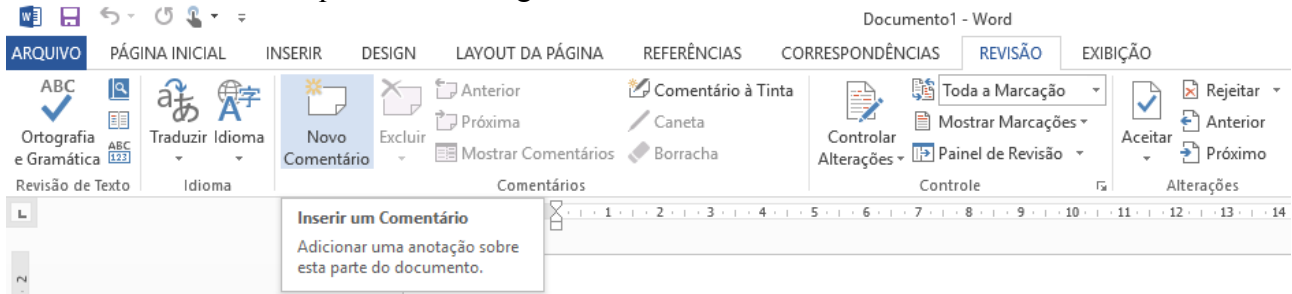 Documento1 - Word
ARQUIVO PÁGINA INICIAL INSERIR DESIGN LAYOUT DA PÁGINA REFERÊNCIAS CORRESPONDÊNCIAS REVISÃO EXIBIÇÃO
ABC
Ortografia
e Gramática
ABC
123
Traduzir
Idioma
Novo
Comentário
Excluir
Anterior
Próxima
Mostrar Comentários
Comentário à Tinta
Caneta
Borracha
Controlar
Alterações
Toda a Marcação
Mostrar Marcações
Painel de Revisão
Aceitar
Rejeitar
Anterior
Próximo
Revisão de Texto Idioma Comentários Controle Alterações
L 1 2 3 4 5 6 7 8 9 10 11 12 13 14
Inserir um Comentário
Adicionar uma anotação sobre
esta parte do documento.
2